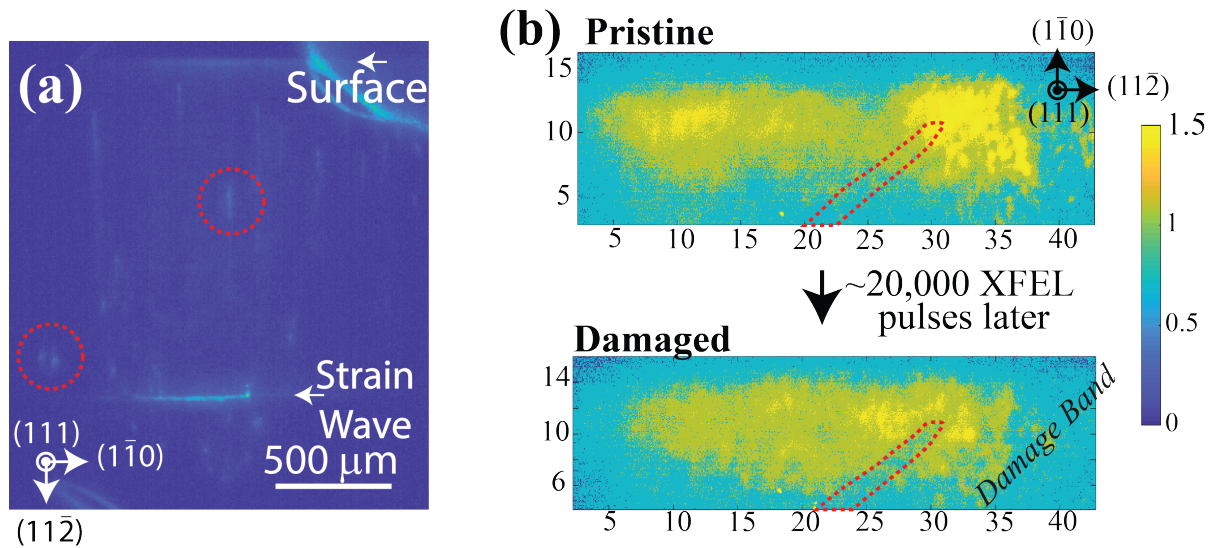 (a)
Surface
Strain
Wave
(111)
(11̅0)
(112̅)
500 μm
(b) Pristine
15
10
5
5 10 15 20 25 30 35 40
(11̅0)
(112̅)
(111)
1.5
1
0.5
0
~20,000 XFEL
pulses later
Damaged
14
10
6
5 10 15 20 25 30 35 40
Damage Band